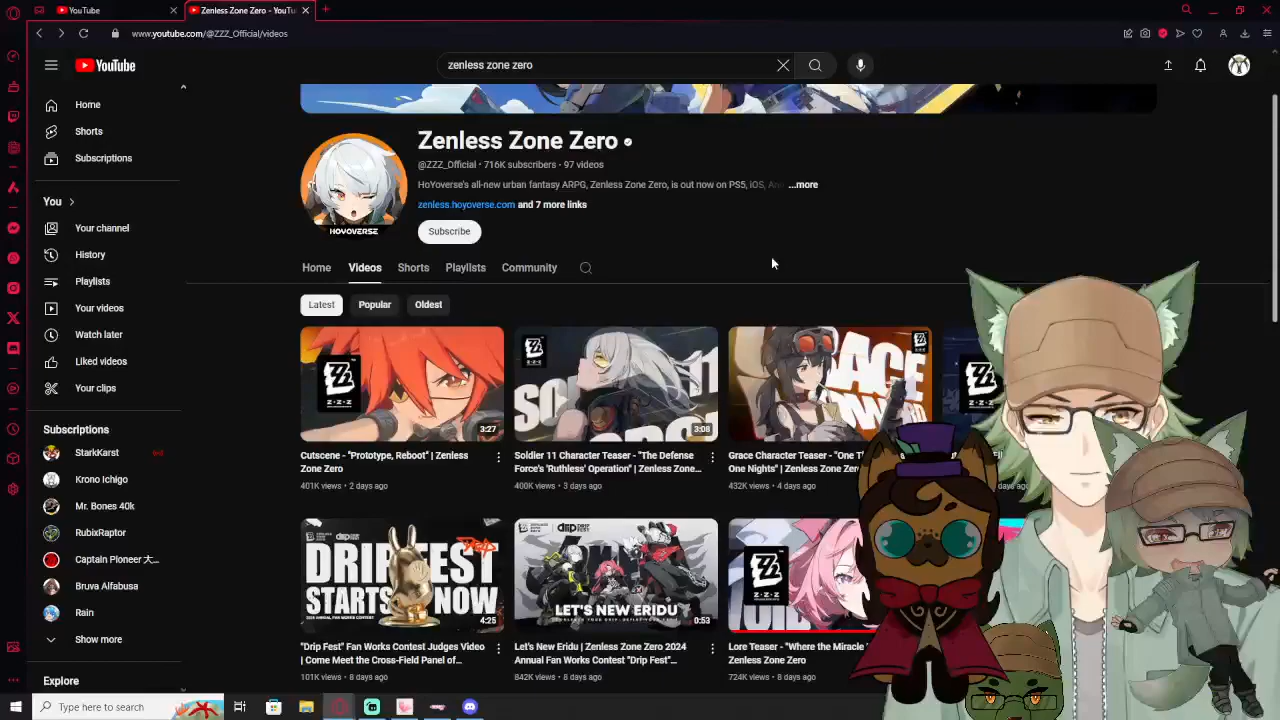 YouTube
Zenless Zone Zero - YouTu
www.youtube.com/@ZZZ_Official/videos
YouTube
zenless zone zero
Home
Shorts
Subscriptions
You
Your channel
History
Playlists
Your videos
Watch later
Liked videos
Your clips
Subscriptions
StarkKarst
Krono Ichigo
Mr. Bones 40k
RubixRaptor
Captain Pioneer 大...
Bruva Alfabusa
Rain
Show more
Explore
HOYOVERSE
Zenless Zone Zero
@ZZZ_Official • 716K subscribers • 97 videos
HoYoverse's all-new urban fantasy ARPG, Zenless Zone Zero, is out now on PS5, iOS, An ...more
zenless.hoyoverse.com and 7 more links
Subscribe
Home Videos Shorts Playlists Community
Latest Popular Oldest
Z•Z•Z
3:27
Cutscene - "Prototype, Reboot" | Zenless
Zone Zero
401K views • 2 days ago
3:08
Soldier 11 Character Teaser - "The Defense
Force's 'Ruthless' Operation" | Zenless Zon...
400K views • 3 days ago
GRACE
Grace Character Teaser - "One T
One Nights" | Zenless Zone Zero
432K views • 4 days ago
Z•Z•Z
days ago
DRIP FEST
STARTS NOW
4:25
"Drip Fest" Fan Works Contest Judges Video
| Come Meet the Cross-Field Panel of...
101K views • 8 days ago
DRIP FEST
LET'S NEW ERIDU
0:53
Let's New Eridu | Zenless Zone Zero 2024
Annual Fan Works Contest "Drip Fest"...
842K views • 8 days ago
Z•Z•Z
Lore Teaser - "Where the Miracle
Zenless Zone Zero
724K views • 8 days ago
Type here to search